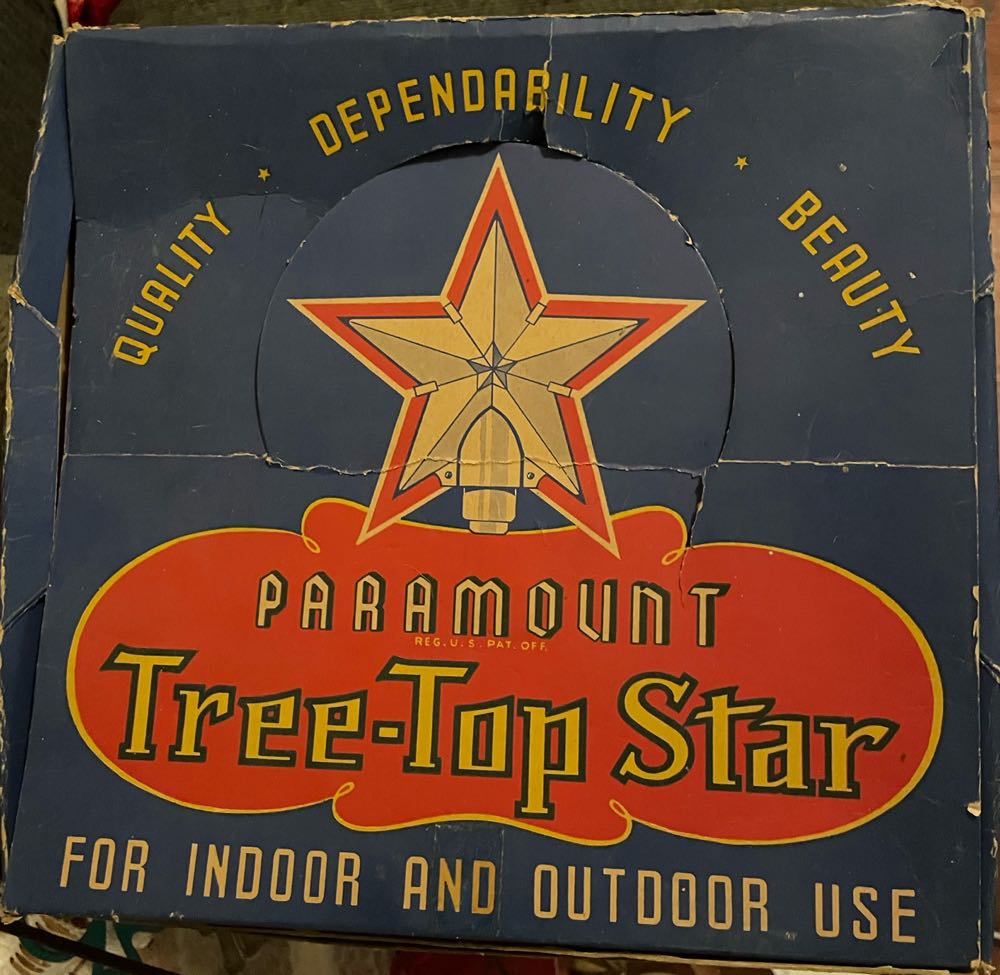 QUALITY ★ DEPENDABILITY ★ BEAUTY
PARAMOUNT
REG. U. S. PAT. OFF.
Tree-Top Star
FOR INDOOR AND OUTDOOR USE